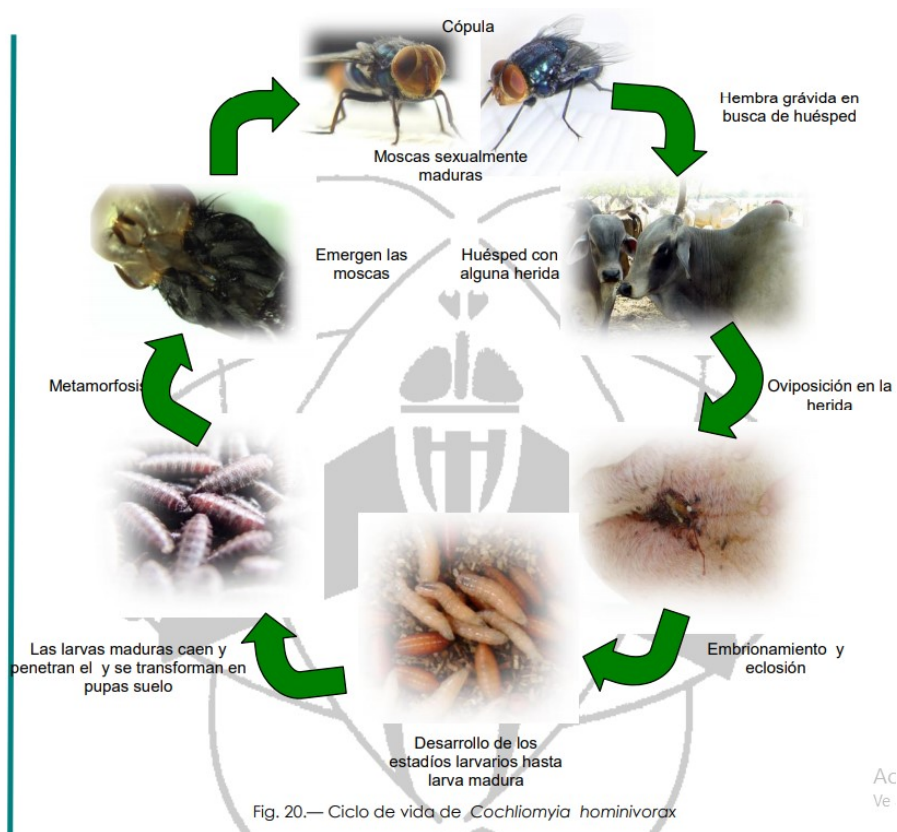 Cópula
Hembra grávida en
busca de huésped
Moscas sexualmente
maduras
Emergen las
moscas
Huésped con
alguna herida
Metamorfosis
Oviposición en la
herida
Las larvas maduras caen y
penetran el  y se transforman en
pupas suelo
Embrionamiento  y
eclosión
Desarrollo de los
estadíos larvarios hasta
larva madura
Fig. 20.— Ciclo de vida de Cochliomyia hominivorax
Ve